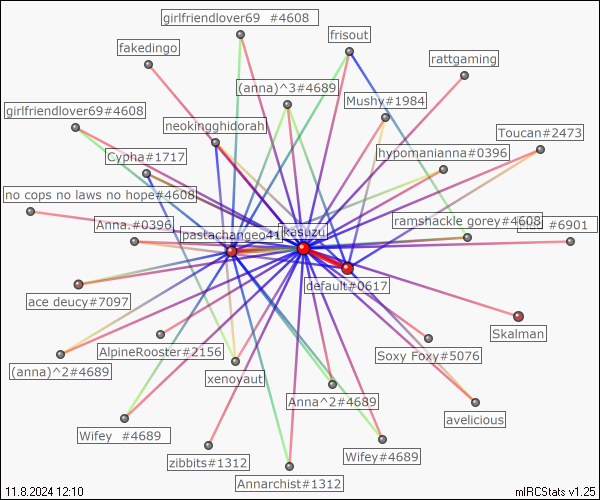 girlfriendlover69 #4608
frisout
fakedingo
rattgaming
(anna)^3#4689
Mushy#1984
girlfriendlover69#4608
neokingghidorah
Toucan#2473
Cypha#1717
hypomanianna#0396
no cops no laws no hope#4608
Anna.#0396
ramshackle gorey#4608
#6901
pastachangeo41
kasuzu
default#0617
ace deucy#7097
Skalman
AlpineRooster#2156
Soxy Foxy#5076
(anna)^2#4689
xenoyaut
Anna^2#4689
avelicious
Wifey #4689
Wifey#4689
zibbits#1312
Annarchist#1312
11.8.2024 12:10
mIRCStats v1.25